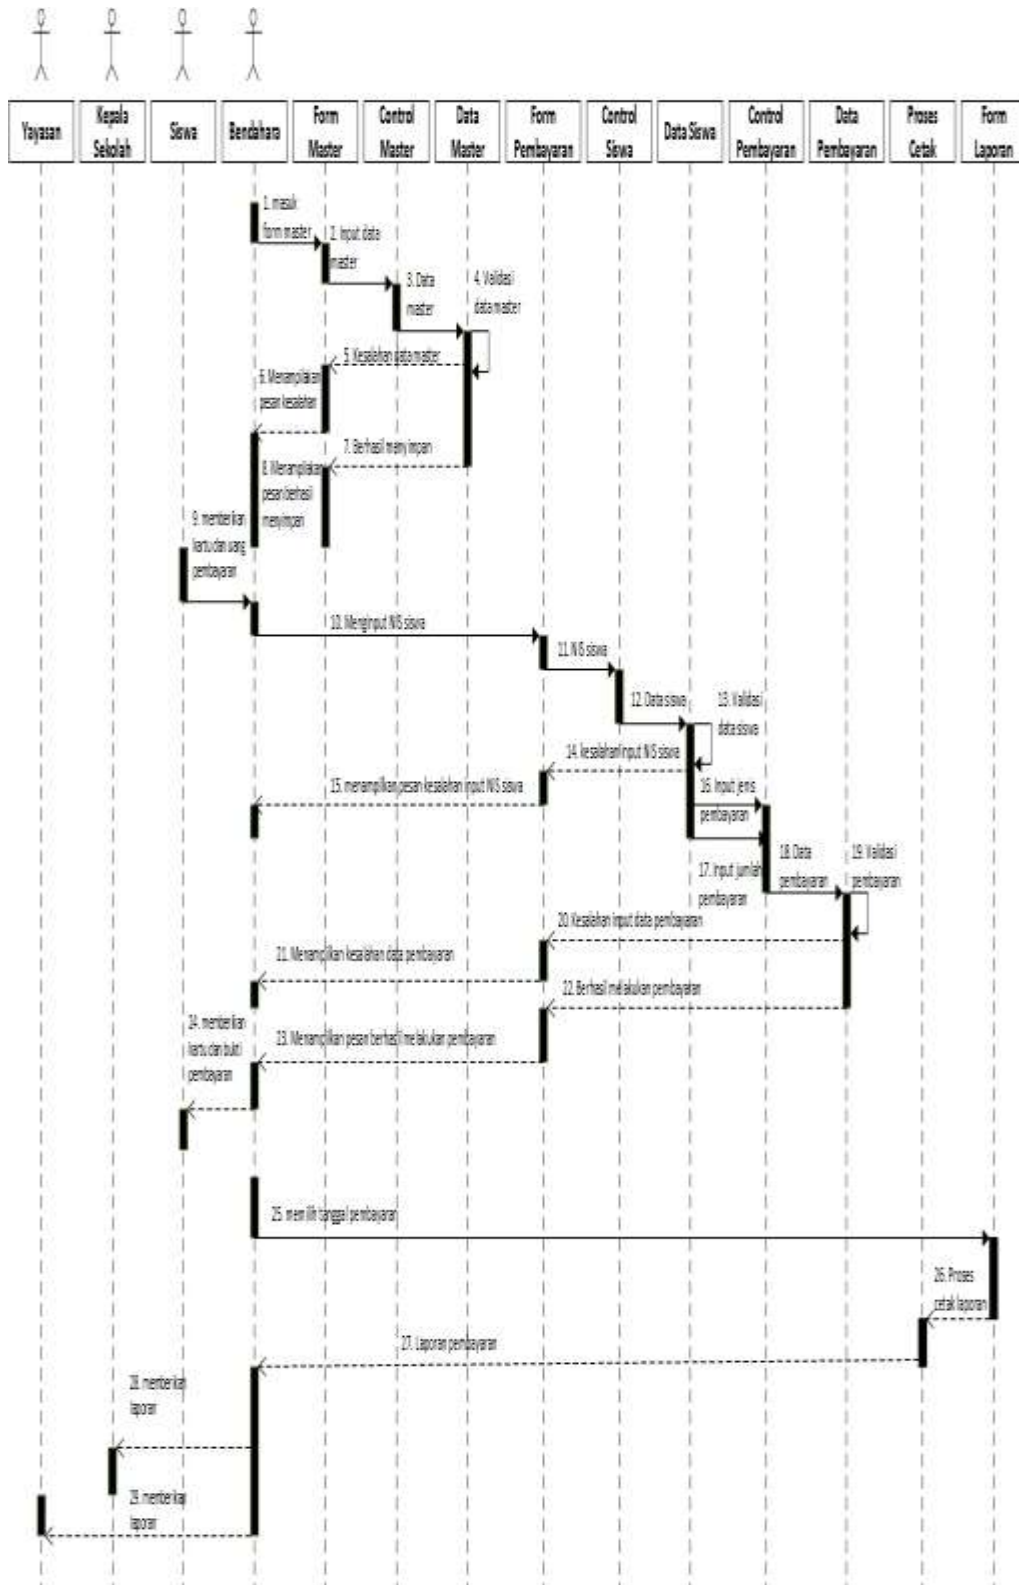 Yayasan
Kepala
Sekolah
Siswa
Bendahara
Form
Master
Control
Master
Data
Master
Form
Pembayaran
Control
Siswa
Data Siswa
Control
Pembayaran
Data
Pembayaran
Proses
Cetak
Form
Laporan
1. masuk
form master
2. Input data
master
3. Data
master
4. Validasi
data master
5. Kesalahan data master
6. Menampilakan
pesan kesalahan
7. Berhasil menyimpan
8. Menampilakan
pesan berhasil
menyimpan
9. memberikan
kartu dan uang
pembayaran
10. Menginput NIS siswa
11. NIS siswa
12. Data siswa
13. Validasi
data siswa
14. kesalahan input NIS siswa
15. menampilkan pesan kesalahan input NIS siswa
16. Input jenis
pembayaran
17. Input jumlah
pembayaran
18. Data
pembayaran
19. Validasi
pembayaran
20. Kesalahan input data pembayaran
21. Menampilkan kesalahan data pembayaran
22. Berhasil melakukan pembayatan
23. Menampilkan pesan berhasil melakukan pembayaran
24. memberikan
kartu dan bukti
pembayaran
25. memilih tanggal pembayaran
26. Proses
cetak laporan
27. Laporan pembayaran
28. memberikan
laporan
29. memberikan
laporan